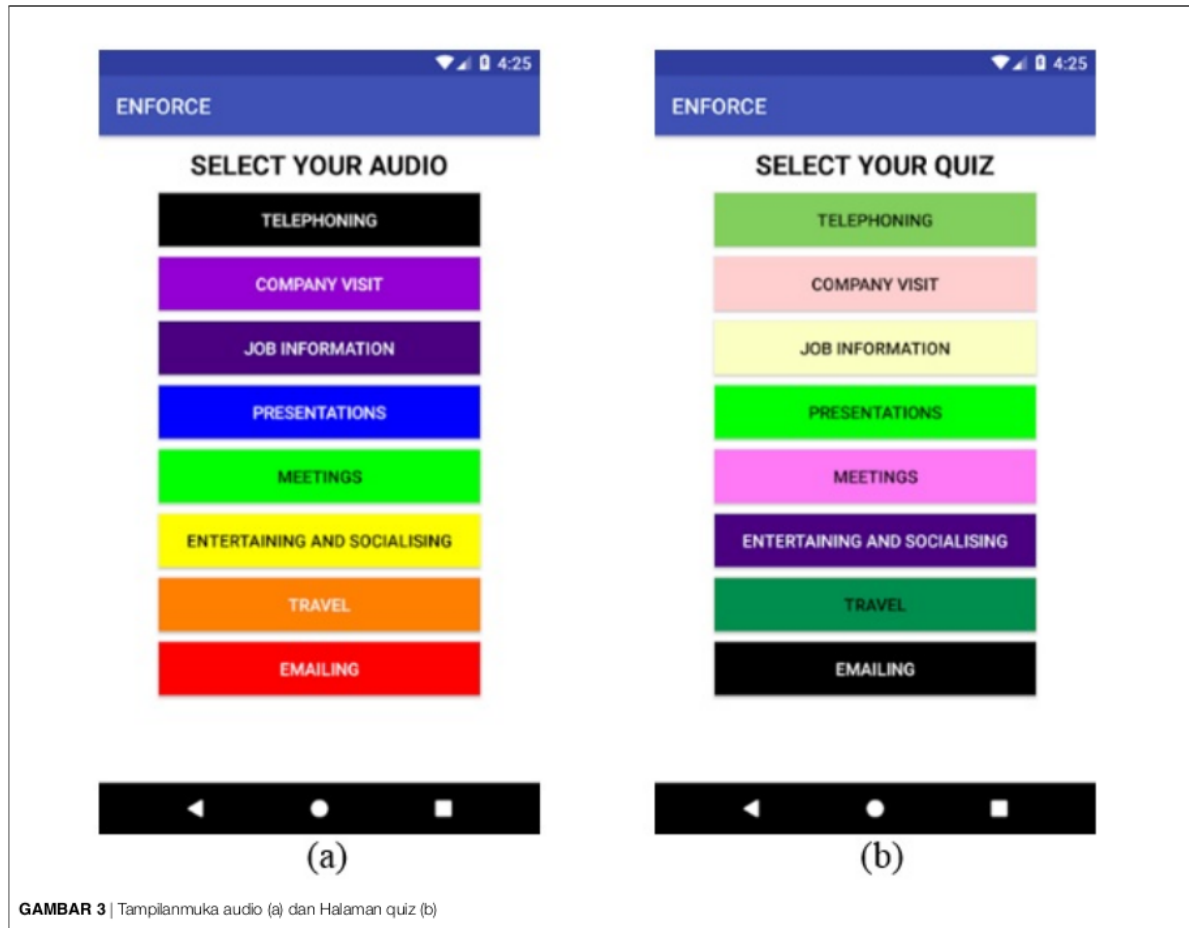 4:25
ENFORCE
SELECT YOUR AUDIO
TELEPHONING
COMPANY VISIT
JOB INFORMATION
PRESENTATIONS
MEETINGS
ENTERTAINING AND SOCIALISING
TRAVEL
EMAILING
(a)
4:25
ENFORCE
SELECT YOUR QUIZ
TELEPHONING
COMPANY VISIT
JOB INFORMATION
PRESENTATIONS
MEETINGS
ENTERTAINING AND SOCIALISING
TRAVEL
EMAILING
(b)
GAMBAR 3 | Tampilanmuka audio (a) dan Halaman quiz (b)